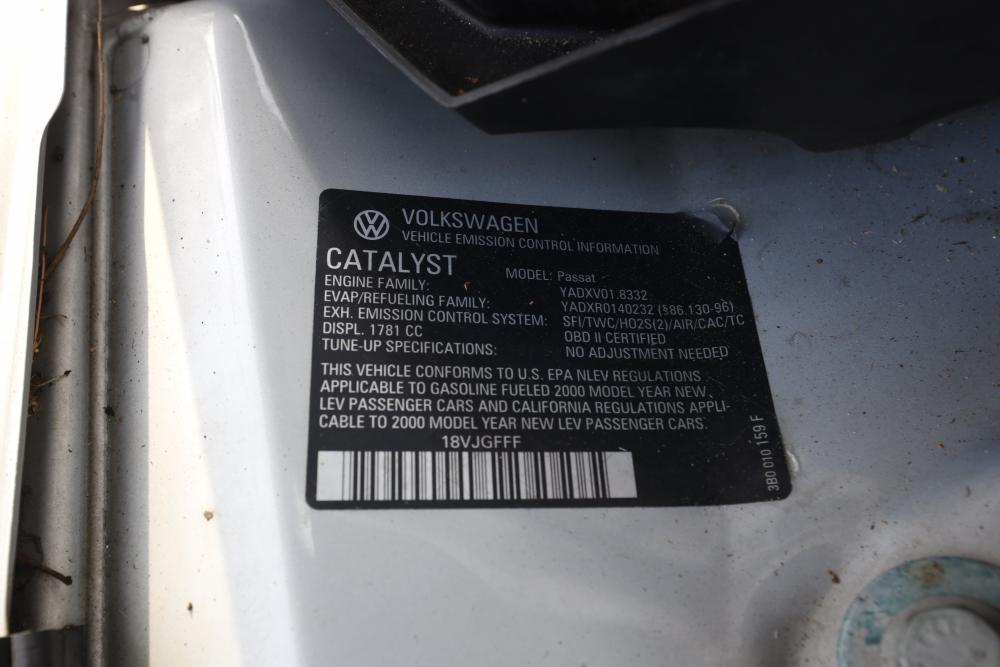 VOLKSWAGEN
VEHICLE EMISSION CONTROL INFORMATION
CATALYST
MODEL: Passat
ENGINE FAMILY: YADXV01.8332
EVAP/REFUELING FAMILY: YADXR0140232 (§86.130-96)
EXH. EMISSION CONTROL SYSTEM: SFI/TWC/HO2S(2)/AIR/CAC/TC
DISPL. 1781 CC OBD II CERTIFIED
TUNE-UP SPECIFICATIONS: NO ADJUSTMENT NEEDED
THIS VEHICLE CONFORMS TO U.S. EPA NLEV REGULATIONS
APPLICABLE TO GASOLINE FUELED 2000 MODEL YEAR NEW
LEV PASSENGER CARS AND CALIFORNIA REGULATIONS APPLI-
CABLE TO 2000 MODEL YEAR NEW LEV PASSENGER CARS.
18VJGFFF
3B0 010 159 F